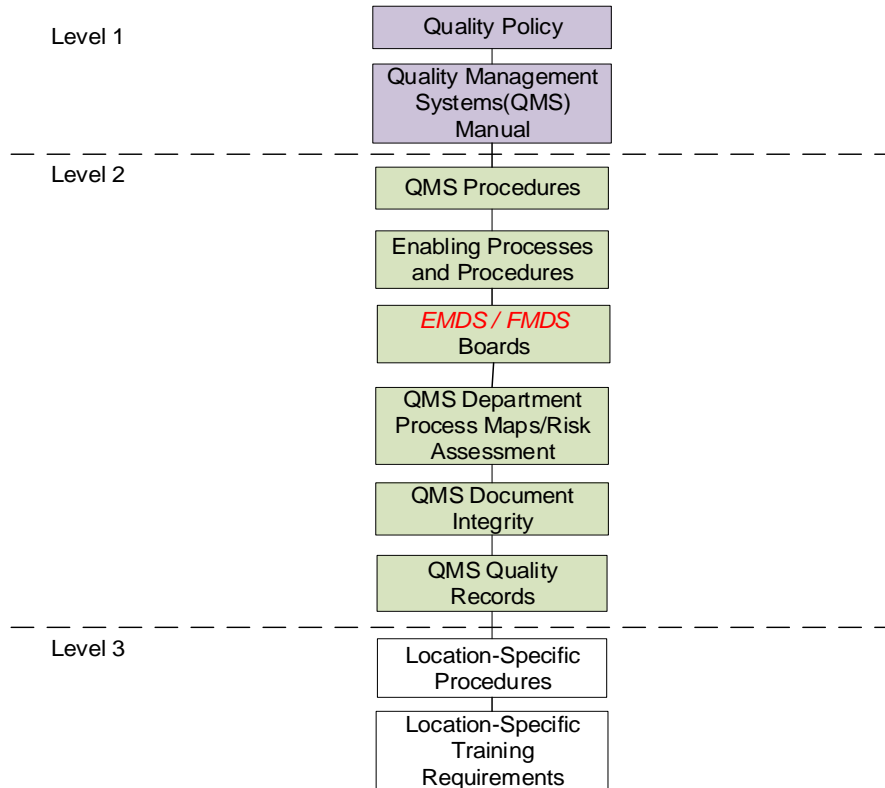 Level 1
Quality Policy
Quality Management
Systems(QMS)
Manual
Level 2
QMS Procedures
Enabling Processes
and Procedures
EMDS / FMDS
Boards
QMS Department
Process Maps/Risk
Assessment
QMS Document
Integrity
QMS Quality
Records
Level 3
Location-Specific
Procedures
Location-Specific
Training
Requirements